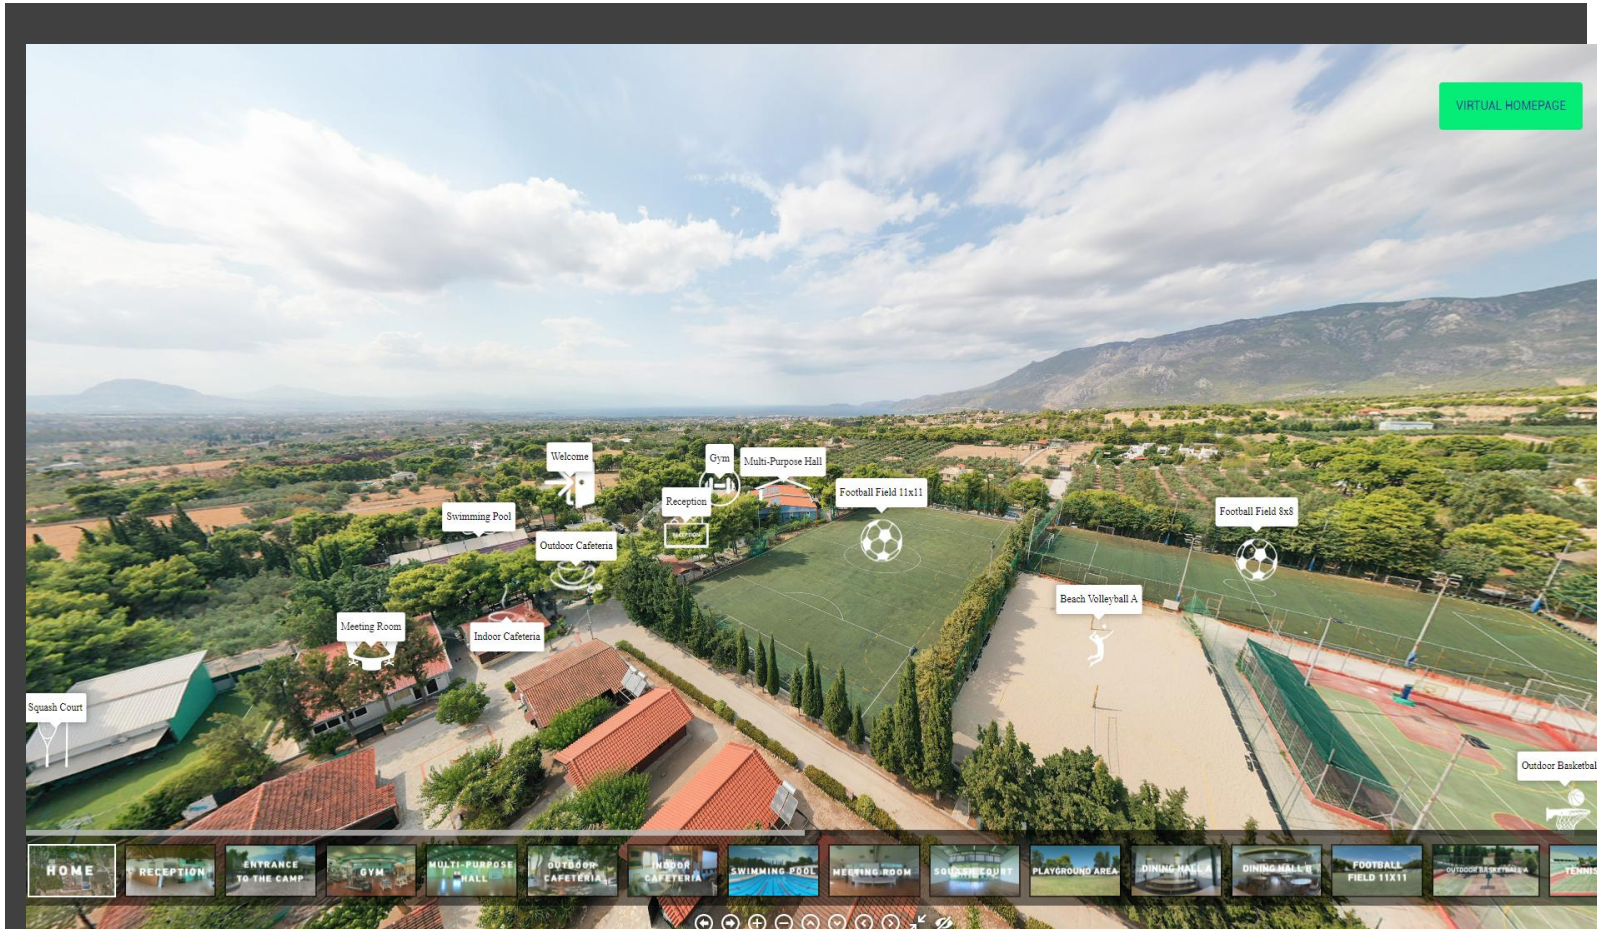 VIRTUAL HOMEPAGE
Welcome
Gym
Multi-Purpose Hall
Football Field 11x11
Reception
RECEPTION
Swimming Pool
Football Field 8x8
Outdoor Cafeteria
Beach Volleyball A
Meeting Room
Indoor Cafeteria
Squash Court
Outdoor Basketbal
HOME
RECEPTION
ENTRANCE
TO THE CAMP
GYM
MULTI-PURPOSE
HALL
OUTDOOR
CAFETERIA
INDOOR
CAFETERIA
SWIMMING POOL
MEETING ROOM
SQUASH COURT
PLAYGROUND AREA
DINING HALL A
DINING HALL B
FOOTBALL
FIELD 11X11
OUTDOOR BASKETBALL A
TENNIS